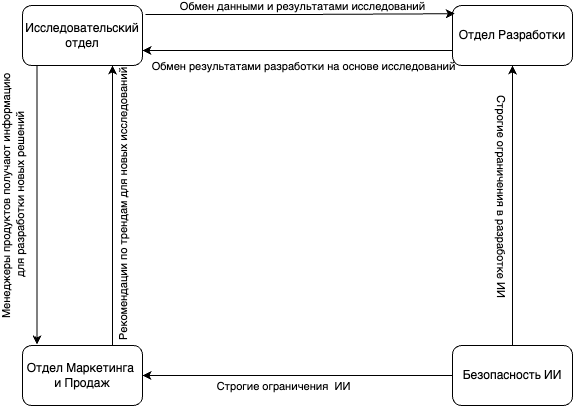 Обмен данными и результатами исследований
Исследовательский
отдел
Отдел Разработки
Обмен результатами разработки на основе исследований
Менеджеры продуктов получают информацию
для разработки новых решений
Рекомендации по трендам для новых исследований
Строгие ограничения в разработке ИИ
Отдел Маркетинга
и Продаж
Строгие ограничения ИИ
Безопасность ИИ